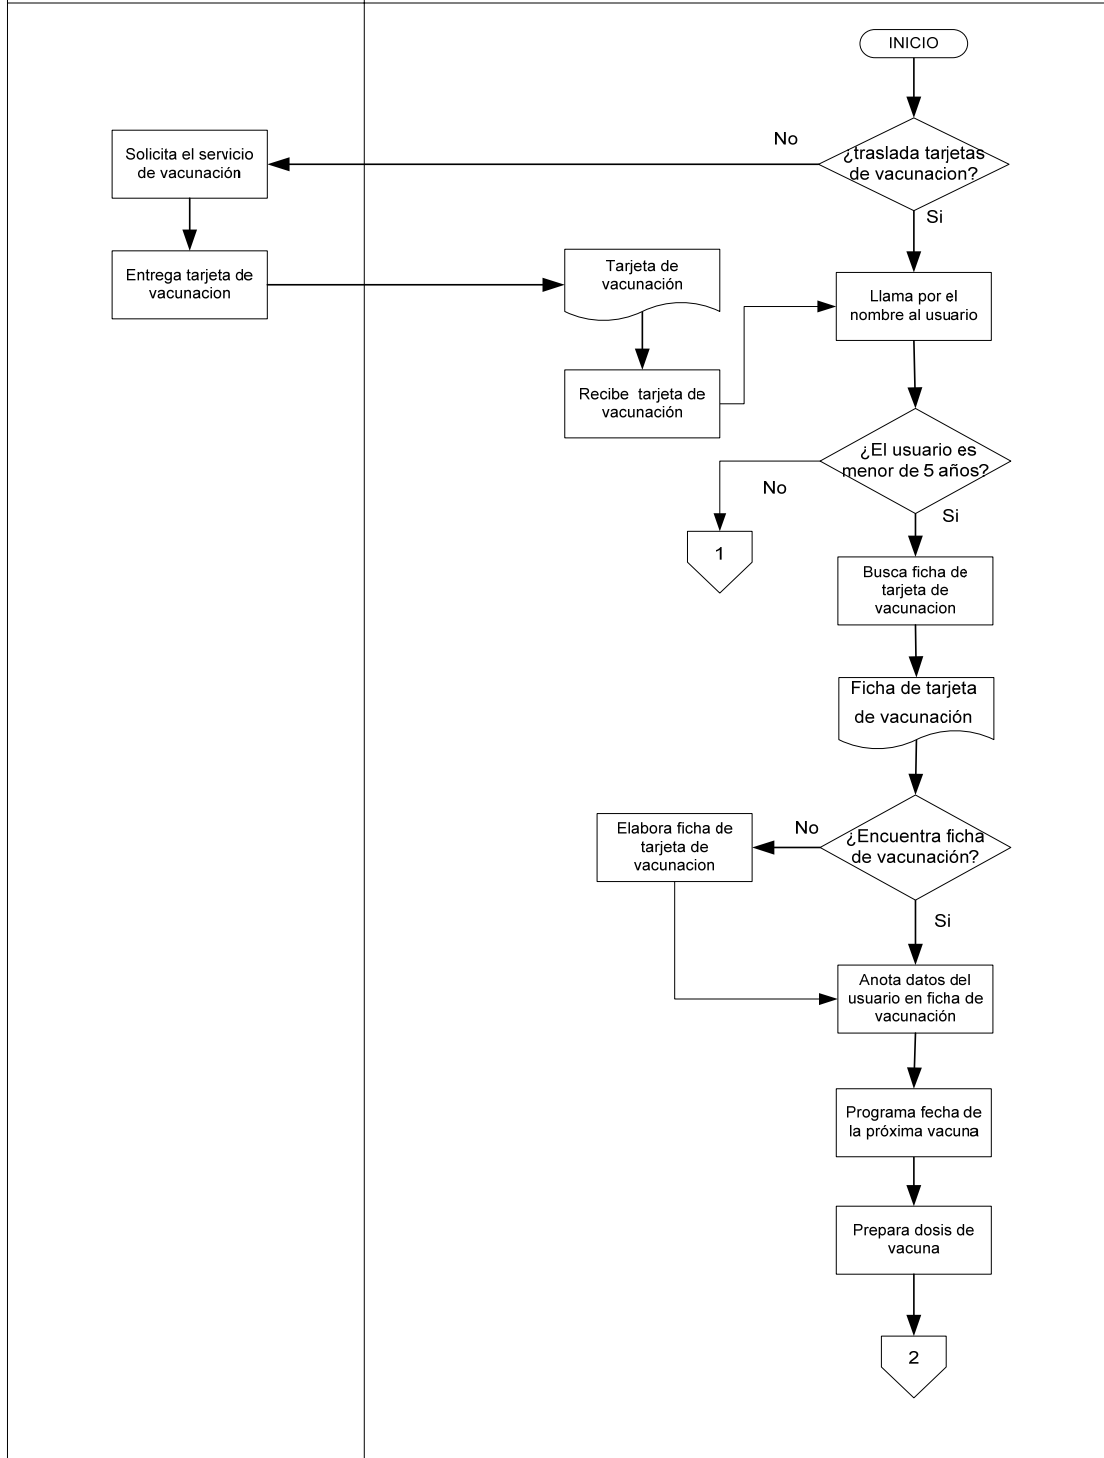 INICIO
No
¿traslada tarjetas
de vacunacion?
Si
Solicita el servicio
de vacunación
Entrega tarjeta de
vacunacion
Tarjeta de
vacunación
Recibe tarjeta de
vacunación
Llama por el
nombre al usuario
¿El usuario es
menor de 5 años?
No
Si
1
Busca ficha de
tarjeta de
vacunacion
Ficha de tarjeta
de vacunación
¿Encuentra ficha
de vacunación?
No
Si
Elabora ficha de
tarjeta de
vacunacion
Anota datos del
usuario en ficha de
vacunación
Programa fecha de
la próxima vacuna
Prepara dosis de
vacuna
2